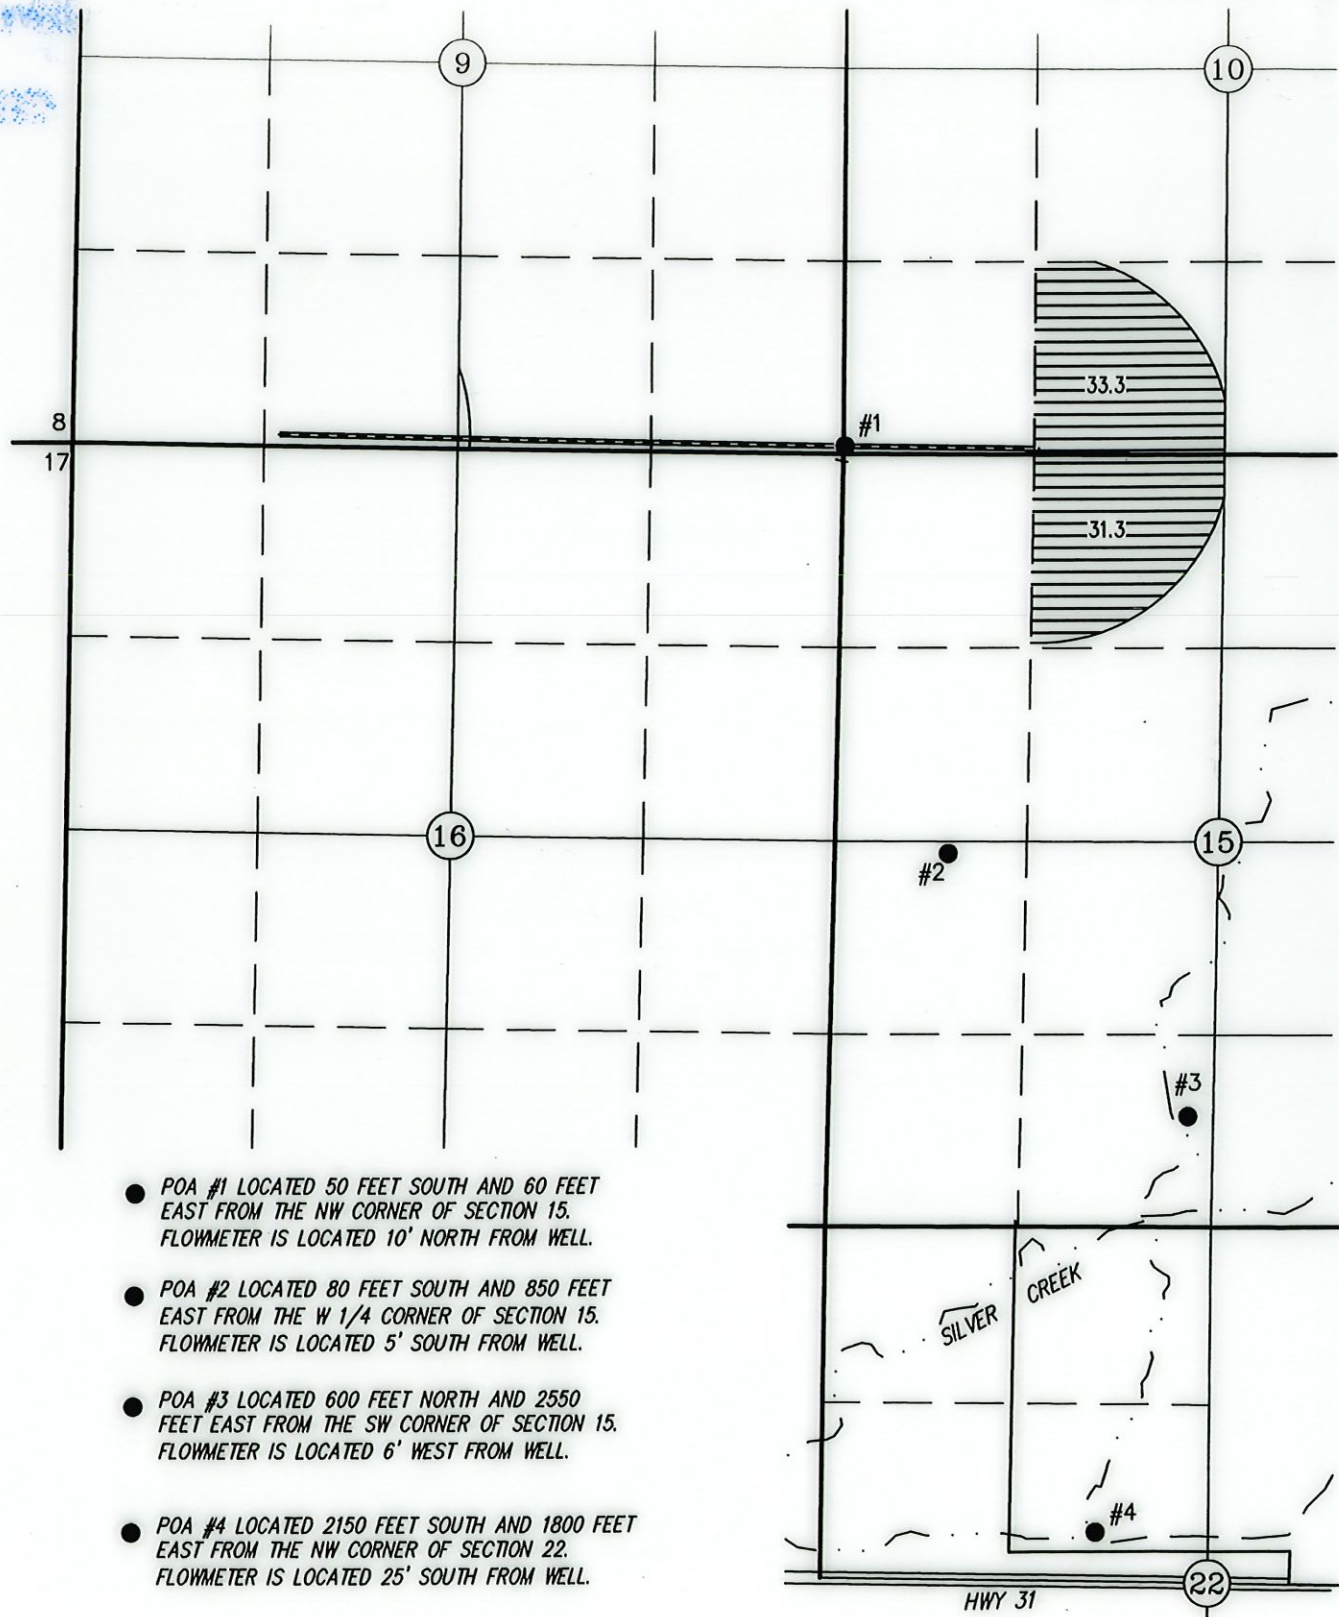 9
10
33.3
#1
8
17
31.3
16
15
#2
#3
POA #1 LOCATED 50 FEET SOUTH AND 60 FEET
EAST FROM THE NW CORNER OF SECTION 15.
FLOWMETER IS LOCATED 10' NORTH FROM WELL.
POA #2 LOCATED 80 FEET SOUTH AND 850 FEET
EAST FROM THE W 1/4 CORNER OF SECTION 15.
FLOWMETER IS LOCATED 5' SOUTH FROM WELL.
SILVER CREEK
POA #3 LOCATED 600 FEET NORTH AND 2550
FEET EAST FROM THE SW CORNER OF SECTION 15.
FLOWMETER IS LOCATED 6' WEST FROM WELL.
POA #4 LOCATED 2150 FEET SOUTH AND 1800 FEET
EAST FROM THE NW CORNER OF SECTION 22.
FLOWMETER IS LOCATED 25' SOUTH FROM WELL.
#4
22
HWY 31